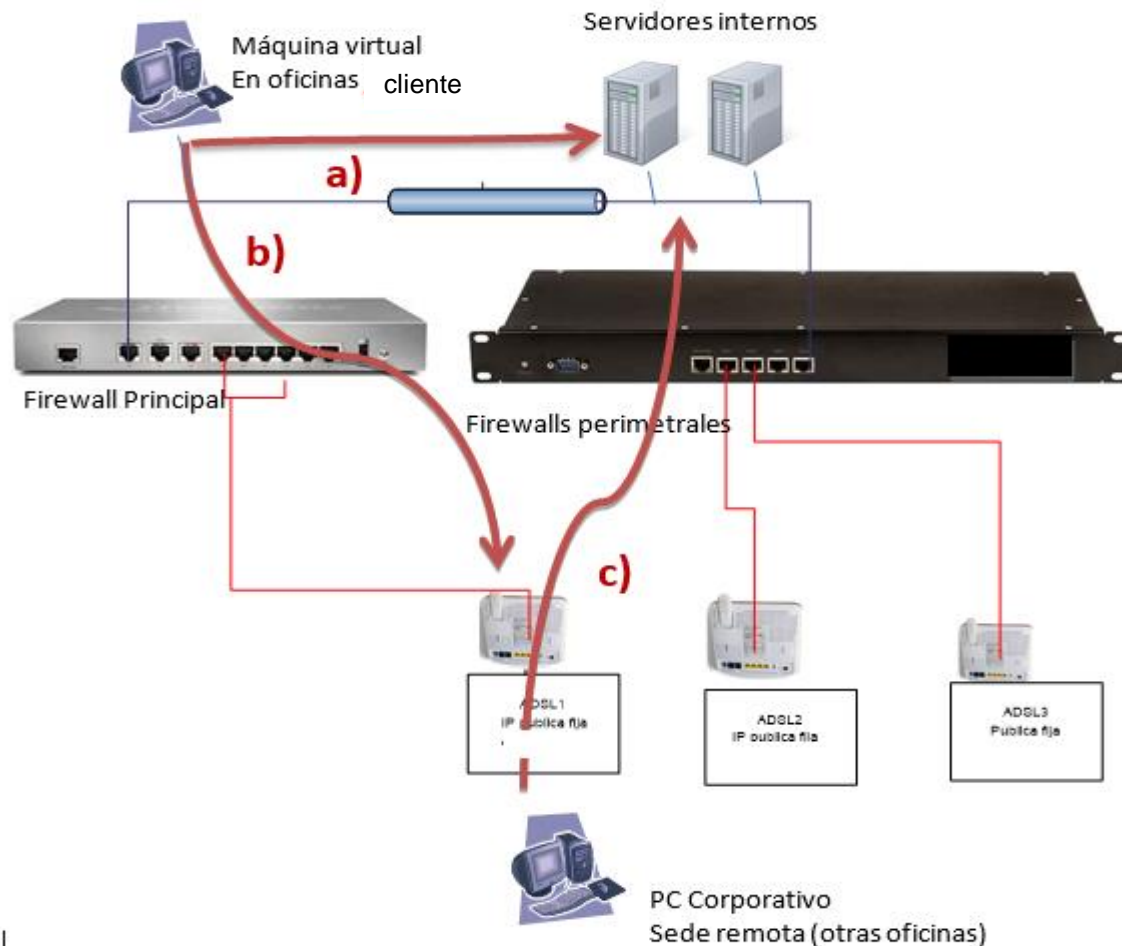 Servidores internos
Máquina virtual
En oficinas cliente
a)
b)
Firewall Principal
Firewalls perimetrales
c)
ADSL1
IP publica fija
ADSL2
IP publica fija
ADSL3
Publica fija
PC Corporativo
Sede remota (otras oficinas)